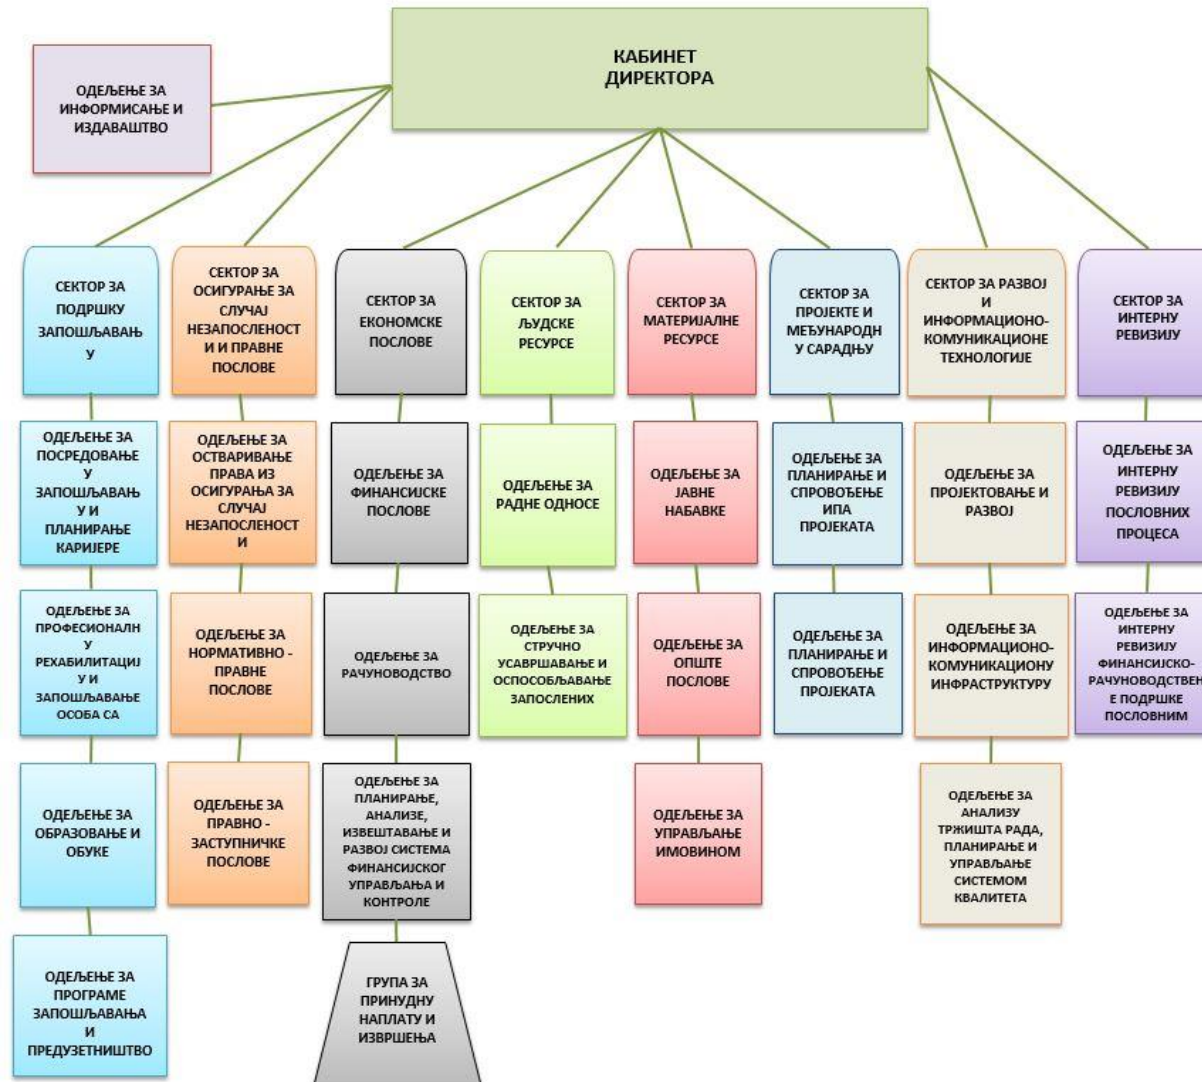 КАБИНЕТ
ДИРЕКТОРА
ОДЕЉЕЊЕ ЗА
ИНФОРМИСАЊЕ И
ИЗДАВАШТВО
СЕКТОР ЗА
ПОДРШКУ
ЗАПОШЉАВАЊ
У
СЕКТОР ЗА
ОСИГУРАЊЕ ЗА
СЛУЧАЈ
НЕЗАПОСЛЕНОСТ
И И ПРАВНЕ
ПОСЛОВЕ
СЕКТОР ЗА
ЕКОНОМСКЕ
ПОСЛОВЕ
СЕКТОР ЗА
ЉУДСКЕ
РЕСУРСЕ
СЕКТОР ЗА
МАТЕРИЈАЛНЕ
РЕСУРСЕ
СЕКТОР ЗА
ПРОЈЕКТЕ И
МЕЂУНАРОДН
У САРАДЊУ
СЕКТОР ЗА РАЗВОЈ
И
ИНФОРМАЦИОНО-
КОМУНИКАЦИОНЕ
ТЕХНОЛОГИЈЕ
СЕКТОР ЗА
ИНТЕРНУ
РЕВИЗИЈУ
ОДЕЉЕЊЕ ЗА
ПОСРЕДОВАЊЕ
У
ЗАПОШЉАВАЊ
У И
ПЛАНИРАЊЕ
КАРИЈЕРЕ
ОДЕЉЕЊЕ ЗА
ОСТВАРИВАЊЕ
ПРАВА ИЗ
ОСИГУРАЊА ЗА
СЛУЧАЈ
НЕЗАПОСЛЕНОСТ
И
ОДЕЉЕЊЕ ЗА
ФИНАНСИЈСКЕ
ПОСЛОВЕ
ОДЕЉЕЊЕ ЗА
РАДНЕ ОДНОСЕ
ОДЕЉЕЊЕ ЗА
ЈАВНЕ
НАБАВКЕ
ОДЕЉЕЊЕ ЗА
ПЛАНИРАЊЕ И
СПРОВОЂЕЊЕ
ИПА
ПРОЈЕКАТА
ОДЕЉЕЊЕ ЗА
ПРОЈЕКТОВАЊЕ И
РАЗВОЈ
ОДЕЉЕЊЕ ЗА
ИНТЕРНУ
РЕВИЗИЈУ
ПОСЛОВНИХ
ПРОЦЕСА
ОДЕЉЕЊЕ ЗА
ПРОФЕСИОНАЛН
У
РЕХАБИЛИТАЦИЈ
У И
ЗАПОШЉАВАЊЕ
ОСОБА СА
ОДЕЉЕЊЕ ЗА
НОРМАТИВНО -
ПРАВНЕ
ПОСЛОВЕ
ОДЕЉЕЊЕ ЗА
РАЧУНОВОДСТВО
ОДЕЉЕЊЕ ЗА
СТРУЧНО
УСАВРШАВАЊЕ И
ОСПОСОБЉАВАЊЕ
ЗАПОСЛЕНИХ
ОДЕЉЕЊЕ ЗА
ОПШТЕ
ПОСЛОВЕ
ОДЕЉЕЊЕ ЗА
ПЛАНИРАЊЕ И
СПРОВОЂЕЊЕ
ПРОЈЕКАТА
ОДЕЉЕЊЕ ЗА
ИНФОРМАЦИОНО-
КОМУНИКАЦИОНУ
ИНФРАСТРУКТУРУ
ОДЕЉЕЊЕ ЗА
ИНТЕРНУ
РЕВИЗИЈУ
ФИНАНСИЈСКО-
РАЧУНОВОДСТВЕН
Е ПОДРШКЕ
ПОСЛОВНИМ
ОДЕЉЕЊЕ ЗА
ОБРАЗОВАЊЕ И
ОБУКЕ
ОДЕЉЕЊЕ ЗА
ПРАВНО -
ЗАСТУПНИЧКЕ
ПОСЛОВЕ
ОДЕЉЕЊЕ ЗА
ПЛАНИРАЊЕ,
АНАЛИЗЕ,
ИЗВЕШТАВАЊЕ И
РАЗВОЈ СИСТЕМА
ФИНАНСИЈСКОГ
УПРАВЉАЊА И
КОНТРОЛЕ
ОДЕЉЕЊЕ ЗА
УПРАВЉАЊЕ
ИМОВИНОМ
ОДЕЉЕЊЕ ЗА
АНАЛИЗУ
ТРЖИШТА РАДА,
ПЛАНИРАЊЕ И
УПРАВЉАЊЕ
СИСТЕМОМ
КВАЛИТЕТА
ОДЕЉЕЊЕ ЗА
ПРОГРАМЕ
ЗАПОШЉАВАЊА
И
ПРЕДУЗЕТНИШТВО
ГРУПА ЗА
ПРИНУДНУ
НАПЛАТУ И
ИЗВРШЕЊА